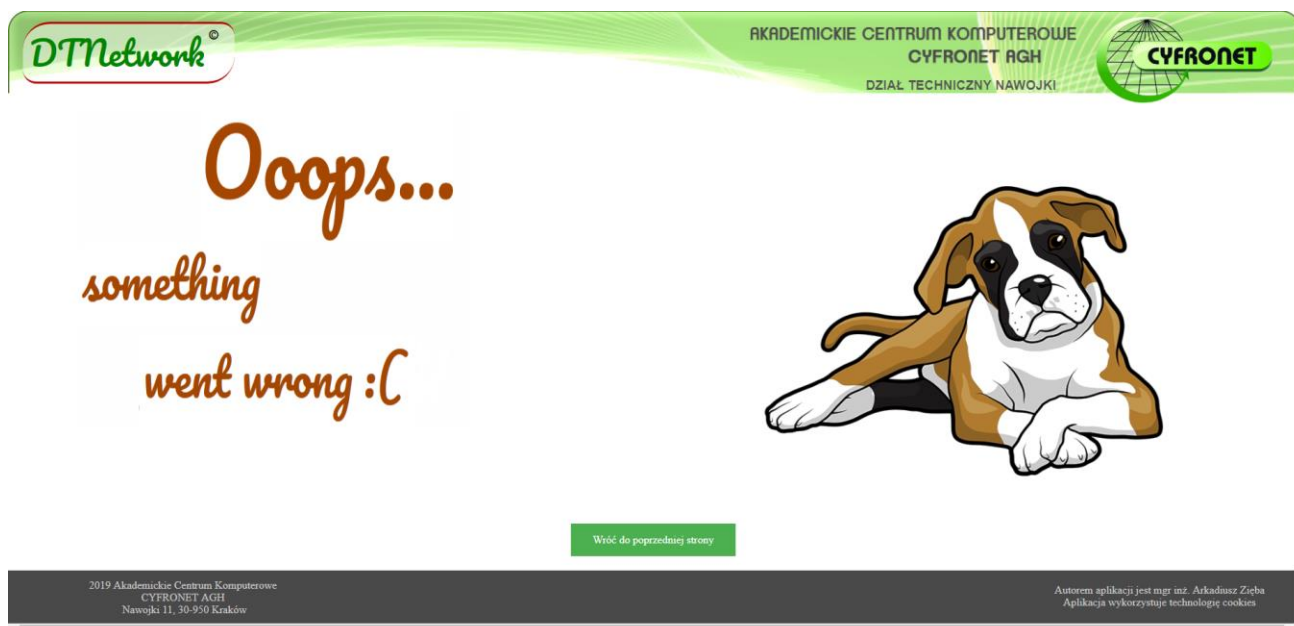 DTNetwork©
AKADEMICKIE CENTRUM KOMPUTEROWE
CYFRONET AGH
DZIAŁ TECHNICZNY NAWOJKI
CYFRONET
Ooops...
something
went wrong :(
Wróć do poprzedniej strony
2019 Akademickie Centrum Komputerowe
CYFRONET AGH
Nawojki 11, 30-950 Kraków
Autorem aplikacji jest mgr inż. Arkadiusz Zięba
Aplikacja wykorzystuje technologię cookies